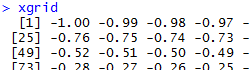 > xgrid
[1] -1.00 -0.99 -0.98 -0.97 -
[25] -0.76 -0.75 -0.74 -0.73 -
[49] -0.52 -0.51 -0.50 -0.49 -
[73] -0.28 -0.27 -0.26 -0.25 -